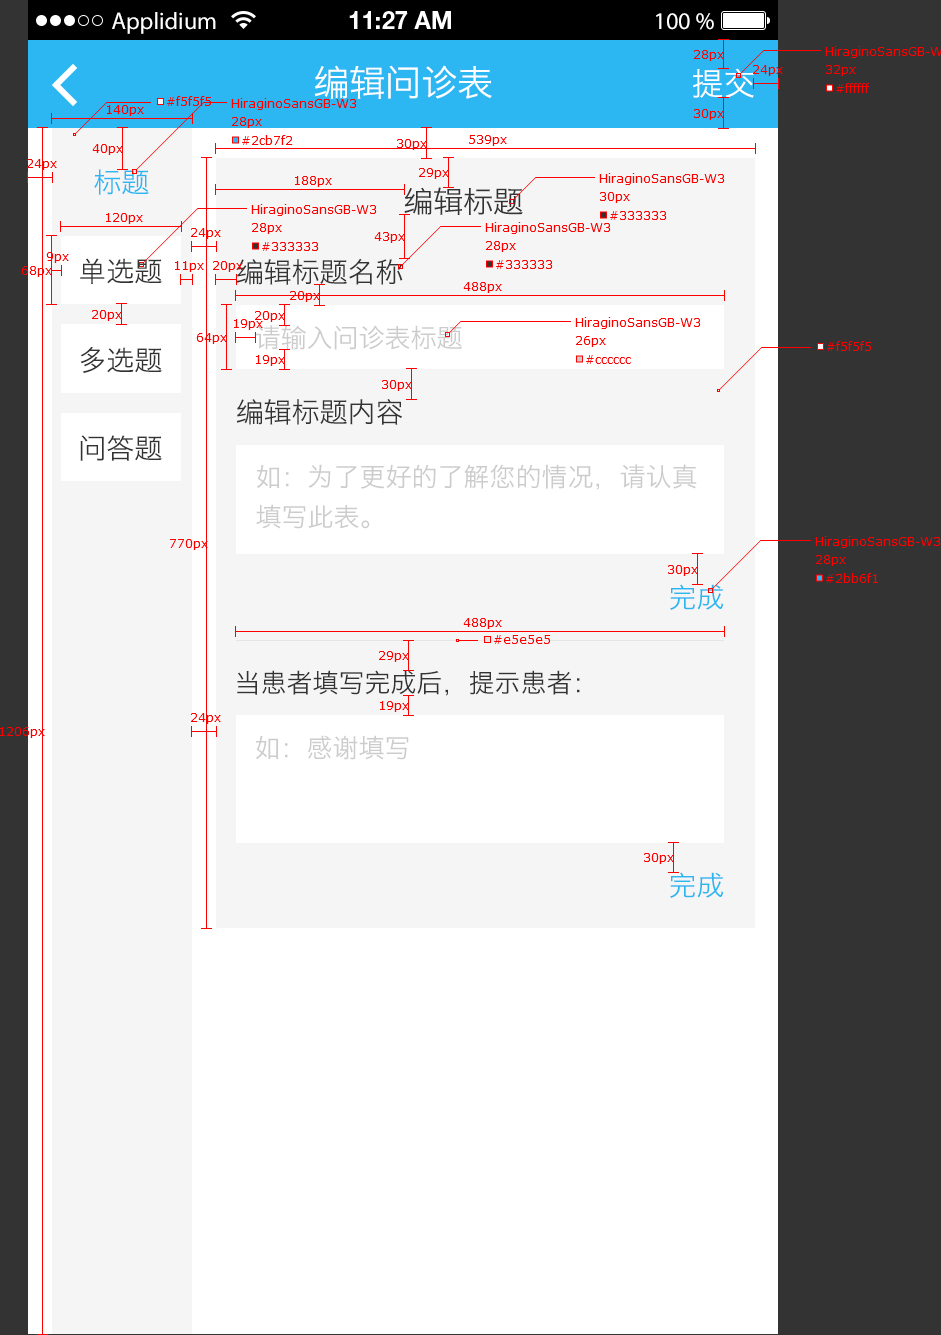 Applidium
11:27 AM
100 %
编辑问诊表
提交
28px
24px
30px
HiraginoSansGB-W3
32px
#ffffff
#f5f5f5
140px
HiraginoSansGB-W3
28px
#2cb7f2
40px
24px
标题
30px
539px
29px
188px
编辑标题
HiraginoSansGB-W3
30px
#333333
120px
HiraginoSansGB-W3
28px
#333333
24px
43px
HiraginoSansGB-W3
28px
#333333
9px
68px
单选题
11px
20px
编辑标题名称
488px
20px
20px
20px
19px
64px
请输入问诊表标题
19px
HiraginoSansGB-W3
26px
#cccccc
#f5f5f5
多选题
30px
编辑标题内容
问答题
如：为了更好的了解您的情况，请认真
填写此表。
770px
30px
完成
HiraginoSansGB-W3
28px
#2bb6f1
488px
#e5e5e5
29px
当患者填写完成后，提示患者：
19px
24px
1206px
如：感谢填写
30px
完成